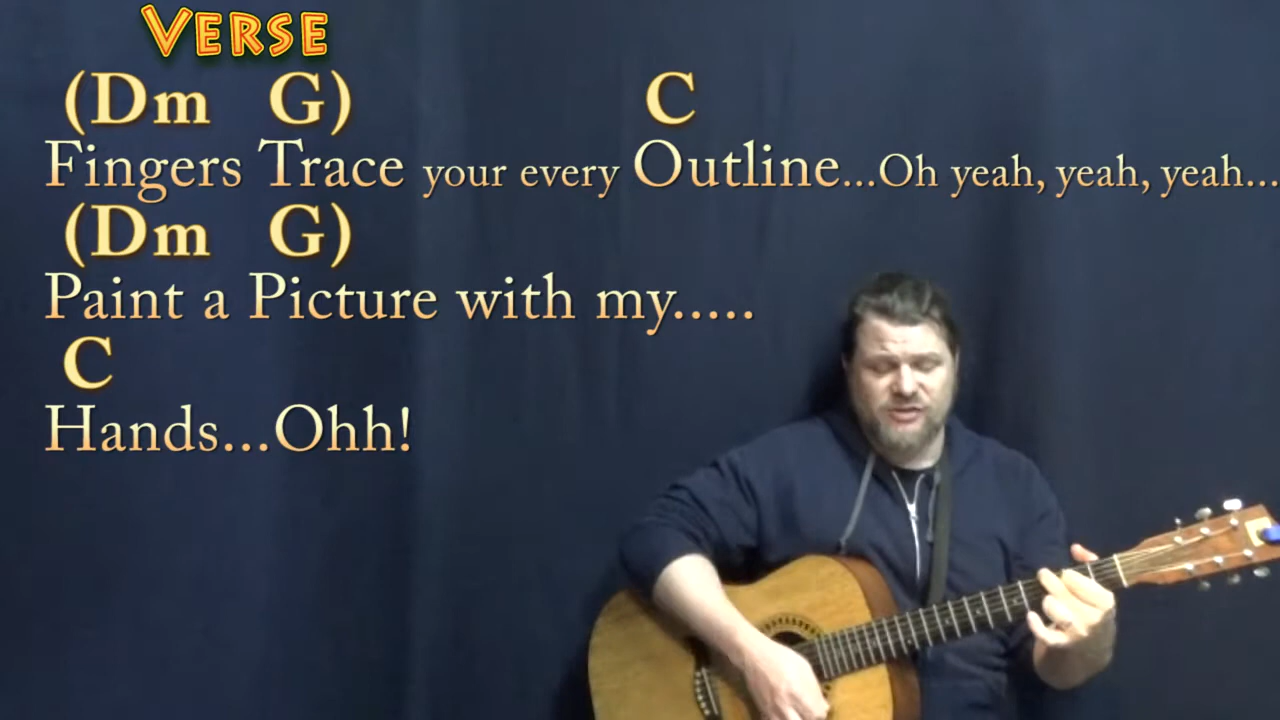 VERSE
(Dm G) C
Fingers Trace your every Outline...Oh yeah, yeah, yeah...
(Dm G)
Paint a Picture with my.....
C
Hands...Ohh!